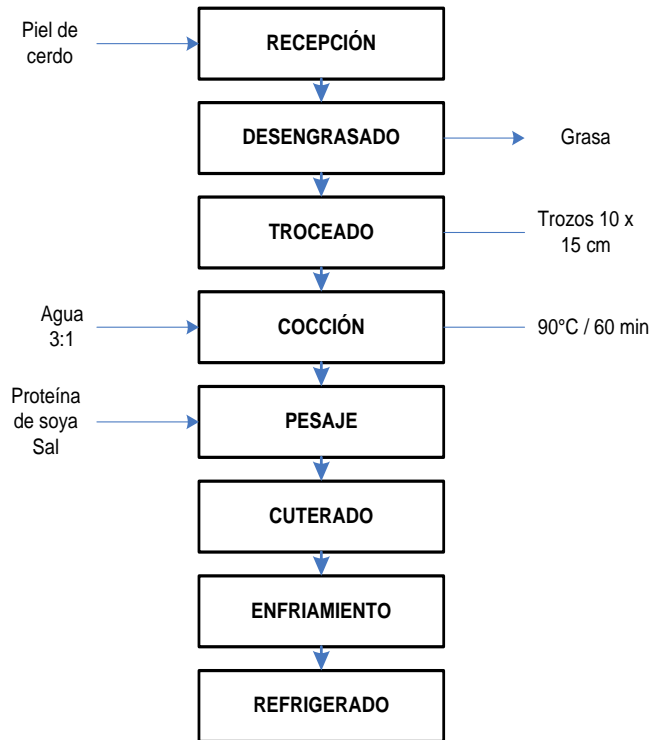 Piel de
cerdo
RECEPCIÓN
DESENGRASADO
Grasa
TROCEADO
Trozos 10 x
15 cm
Agua
3:1
COCCIÓN
90°C / 60 min
Proteína
de soya
Sal
PESAJE
CUTERADO
ENFRIAMIENTO
REFRIGERADO